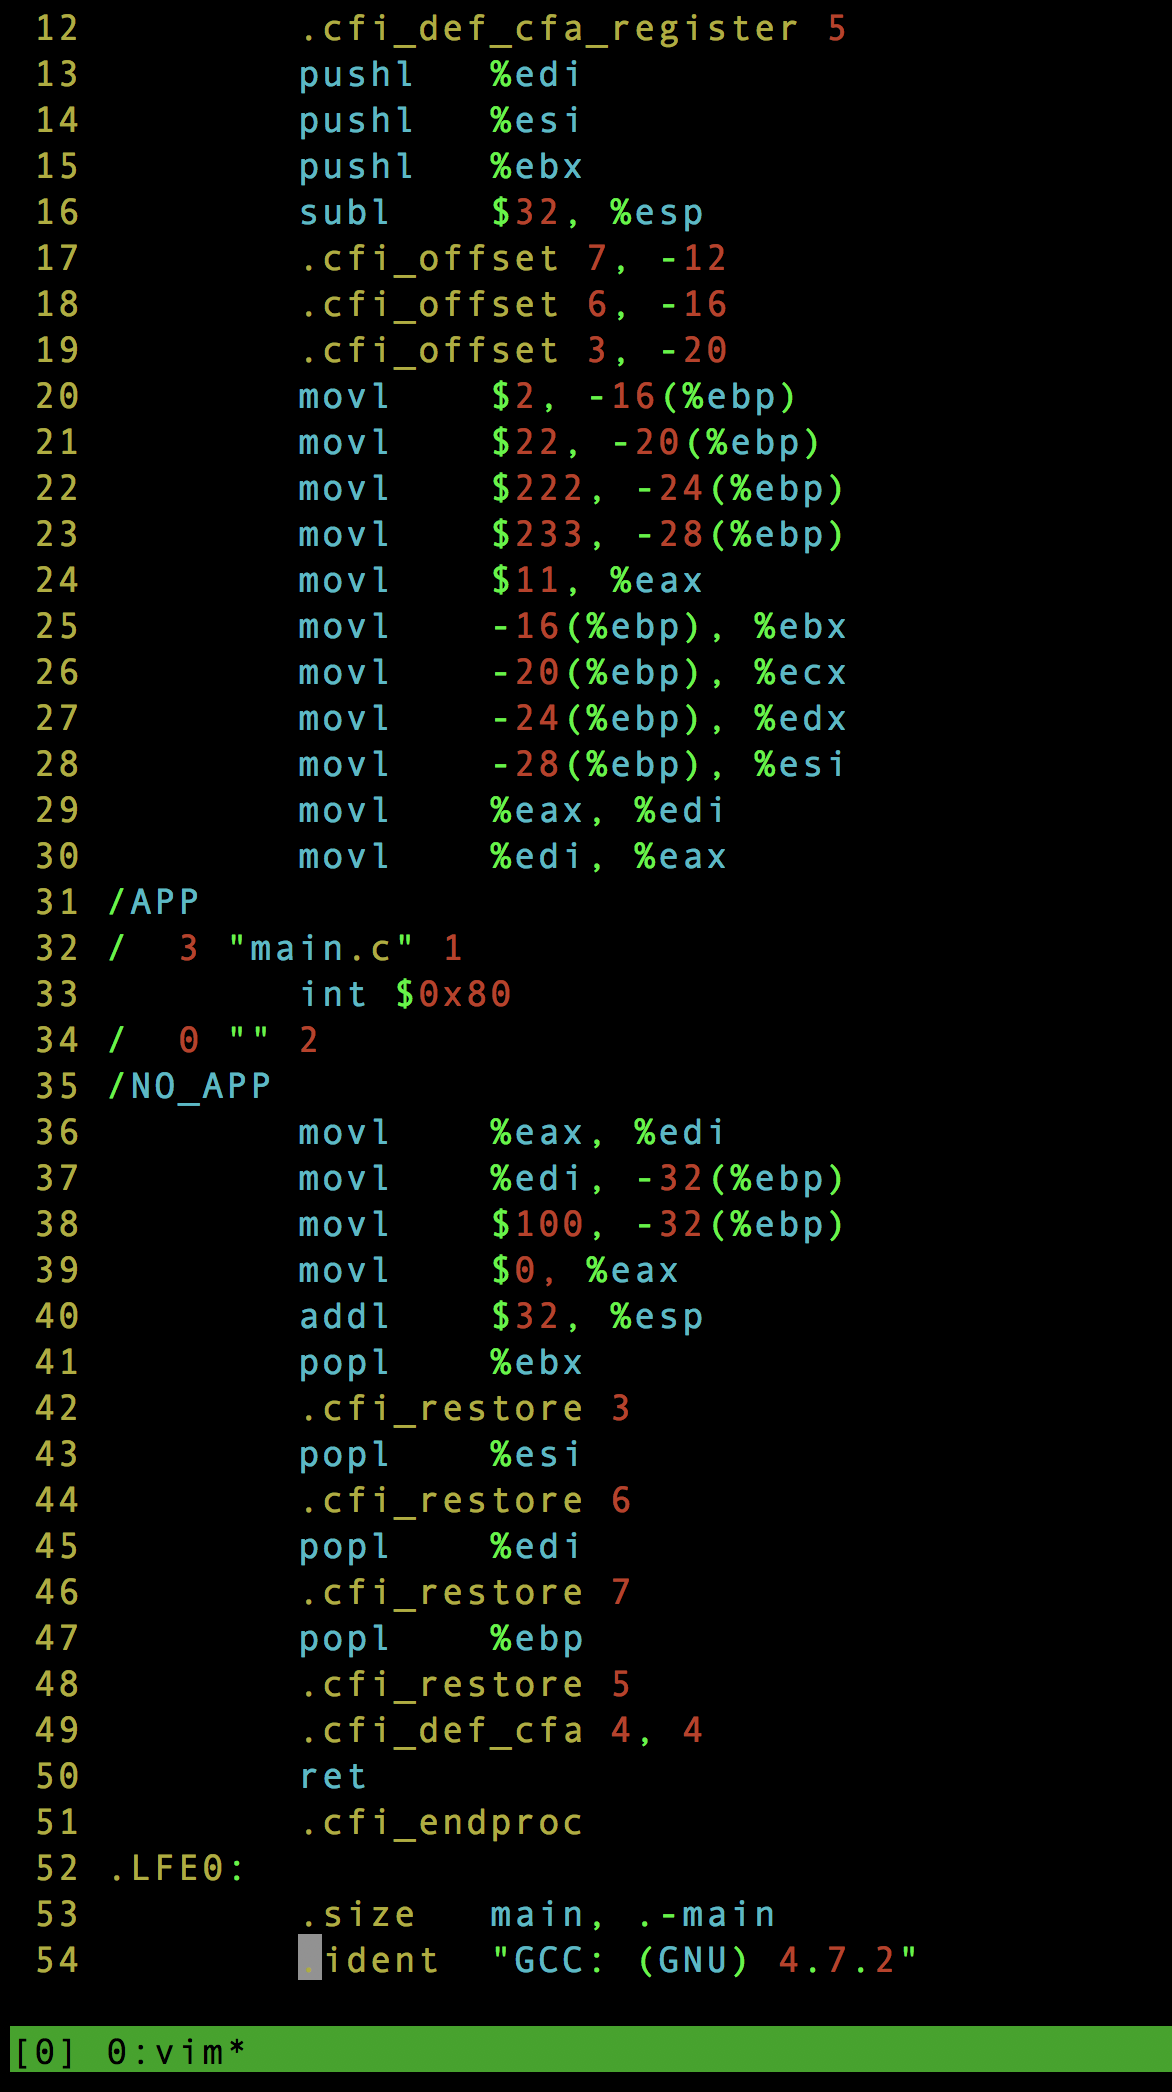 12 .cfi_def_cfa_register 5
13 pushl %edi
14 pushl %esi
15 pushl %ebx
16 subl $32, %esp
17 .cfi_offset 7, -12
18 .cfi_offset 6, -16
19 .cfi_offset 3, -20
20 movl $2, -16(%ebp)
21 movl $22, -20(%ebp)
22 movl $222, -24(%ebp)
23 movl $233, -28(%ebp)
24 movl $11, %eax
25 movl -16(%ebp), %ebx
26 movl -20(%ebp), %ecx
27 movl -24(%ebp), %edx
28 movl -28(%ebp), %esi
29 movl %eax, %edi
30 movl %edi, %eax
31 /APP
32 /  3 "main.c" 1
33 int $0x80
34 /  0 "" 2
35 /NO_APP
36 movl %eax, %edi
37 movl %edi, -32(%ebp)
38 movl $100, -32(%ebp)
39 movl $0, %eax
40 addl $32, %esp
41 popl %ebx
42 .cfi_restore 3
43 popl %esi
44 .cfi_restore 6
45 popl %edi
46 .cfi_restore 7
47 popl %ebp
48 .cfi_restore 5
49 .cfi_def_cfa 4, 4
50 ret
51 .cfi_endproc
52 .LFE0:
53 .size main, .-main
54 .ident "GCC: (GNU) 4.7.2"
[0] 0:vim*